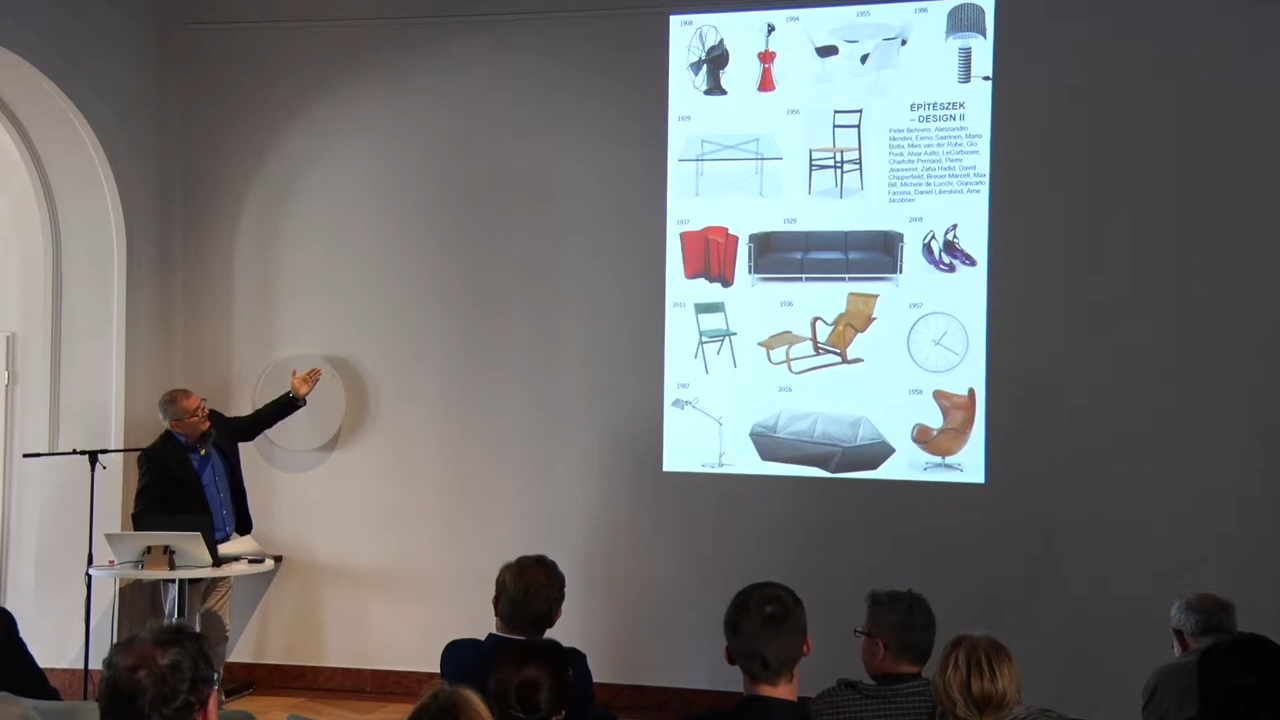 1908
1994
1955
1986
1929
1956
ÉPÍTÉSZEK
– DESIGN II
Peter Behrens, Alessandro
Mendini, Eerno Saarinen, Mario
Botta, Mies van der Rohe, Gio
Ponti, Alvar Aalto, LeCorbusier,
Charlotte Perriand, Pierre
Jeanneret, Zaha Hadid, David
Chipperfield, Breuer Marcell, Max
Bill, Michele de Lucchi, Giancarlo
Fassina, Daniel Libeskind, Arne
Jacobsen
1937
1929
2008
2011
1936
1957
1987
2016
1958